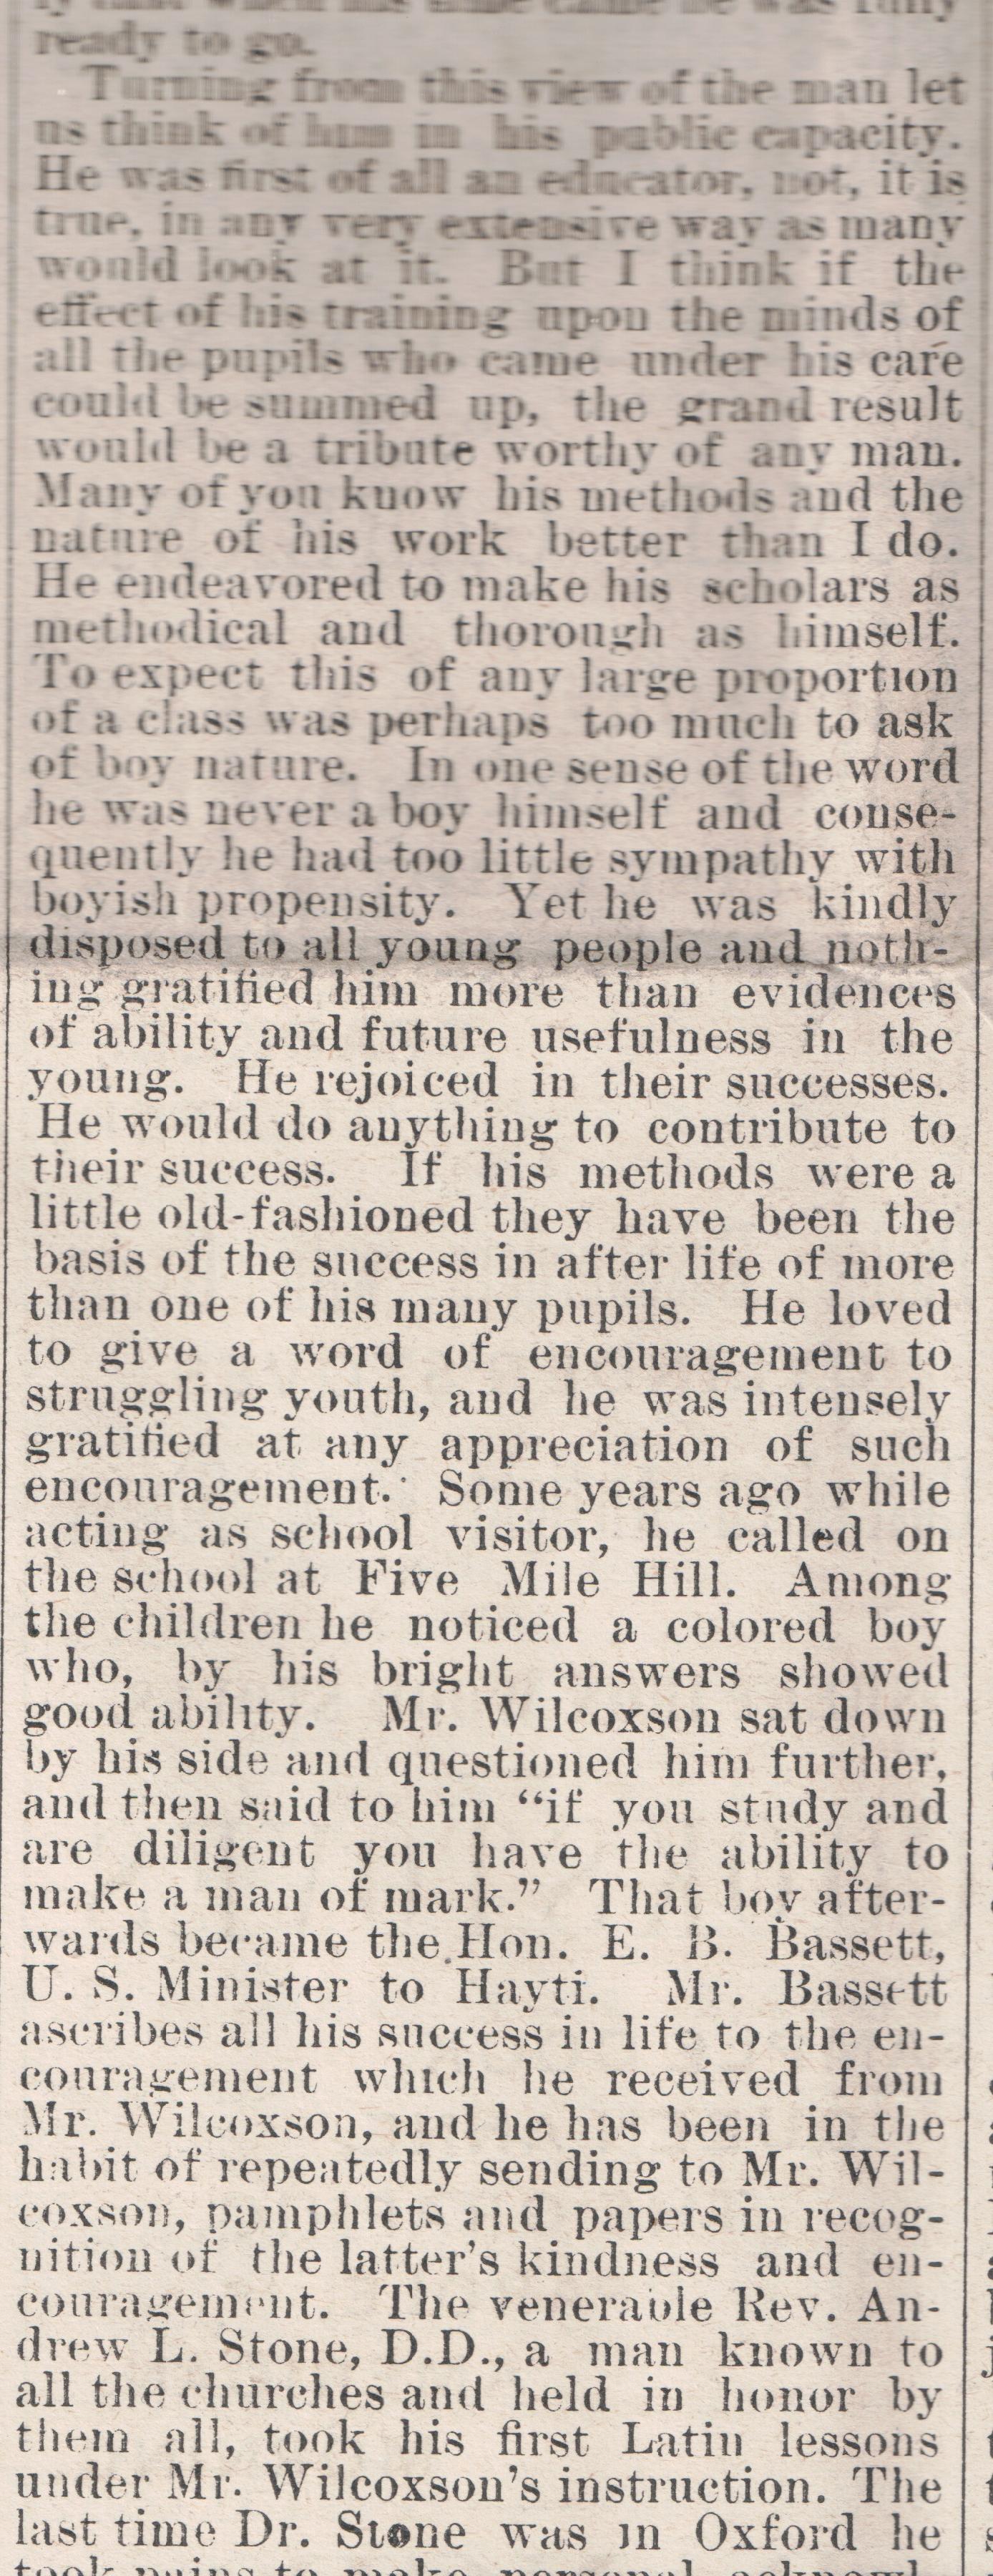 ready to go.
Turning from this view of the man let
us think of him in his public capacity.
He was first of all an educator, not, it is
true, in any very extensive way as many
would look at it. But I think if the
effect of his training upon the minds of
all the pupils who came under his care
could be summed up, the grand result
would be a tribute worthy of any man.
Many of you know his methods and the
nature of his work better than I do.
He endeavored to make his scholars as
methodical and thorough as himself.
To expect this of any large proportion
of a class was perhaps too much to ask
of boy nature. In one sense of the word
he was never a boy himself and conse-
quently he had too little sympathy with
boyish propensity. Yet he was kindly
disposed to all young people and noth-
ing gratified him more than evidences
of ability and future usefulness in the
young. He rejoiced in their successes.
He would do anything to contribute to
their success. If his methods were a
little old-fashioned they have been the
basis of the success in after life of more
than one of his many pupils. He loved
to give a word of encouragement to
struggling youth, and he was intensely
gratified at any appreciation of such
encouragement. Some years ago while
acting as school visitor, he called on
the school at Five Mile Hill. Among
the children he noticed a colored boy
who, by his bright answers showed
good ability. Mr. Wilcoxson sat down
by his side and questioned him further,
and then said to him “if you study and
are diligent you have the ability to
make a man of mark.” That boy after-
wards became the Hon. E. B. Bassett,
U. S. Minister to Hayti. Mr. Bassett
ascribes all his success in life to the en-
couragement which he received from
Mr. Wilcoxson, and he has been in the
habit of repeatedly sending to Mr. Wil-
coxson, pamphlets and papers in recog-
nition of the latter’s kindness and en-
couragement. The venerable Rev. An-
drew L. Stone, D.D., a man known to
all the churches and held in honor by
them all, took his first Latin lessons
under Mr. Wilcoxson’s instruction. The
last time Dr. Stone was in Oxford he